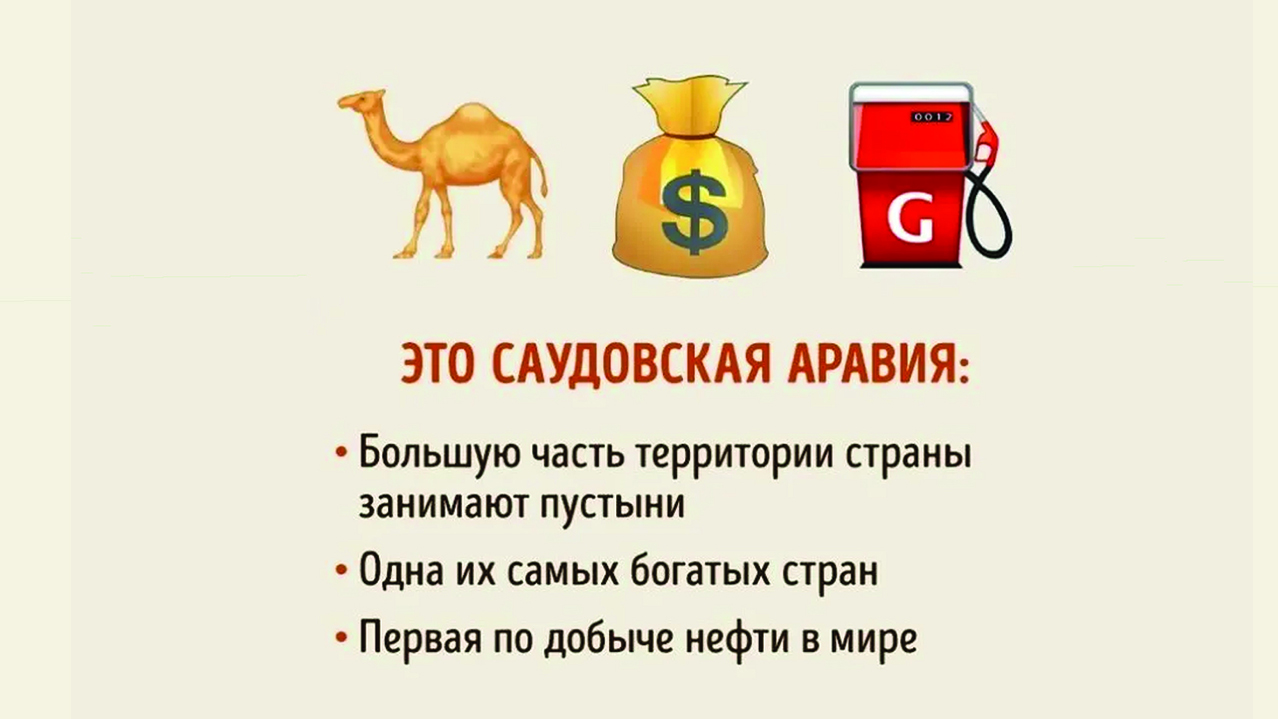 0012
$
G
ЭТО САУДОВСКАЯ АРАВИЯ:
• Большую часть территории страны
занимают пустыни
• Одна их самых богатых стран
• Первая по добыче нефти в мире